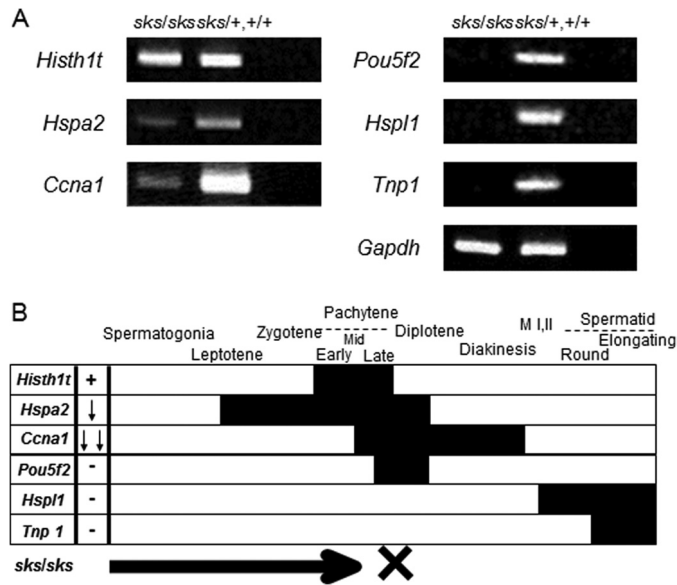 A
sks/sks sks/+,+/+
sks/sks sks/+,+/+
Histh1t
Pou5f2
Hspa2
Hspl1
Ccna1
Tnp1
Gapdh
B
Pachytene
M I,II
Spermatid
Spermatogonia
Zygotene
Mid
Diplotene
Elongating
Leptotene
Early
Late
Diakinesis
Round
Histh1t +
Hspa2 ↓
Ccna1 ↓↓
Pou5f2 -
Hspl1 -
Tnp 1 -
sks/sks